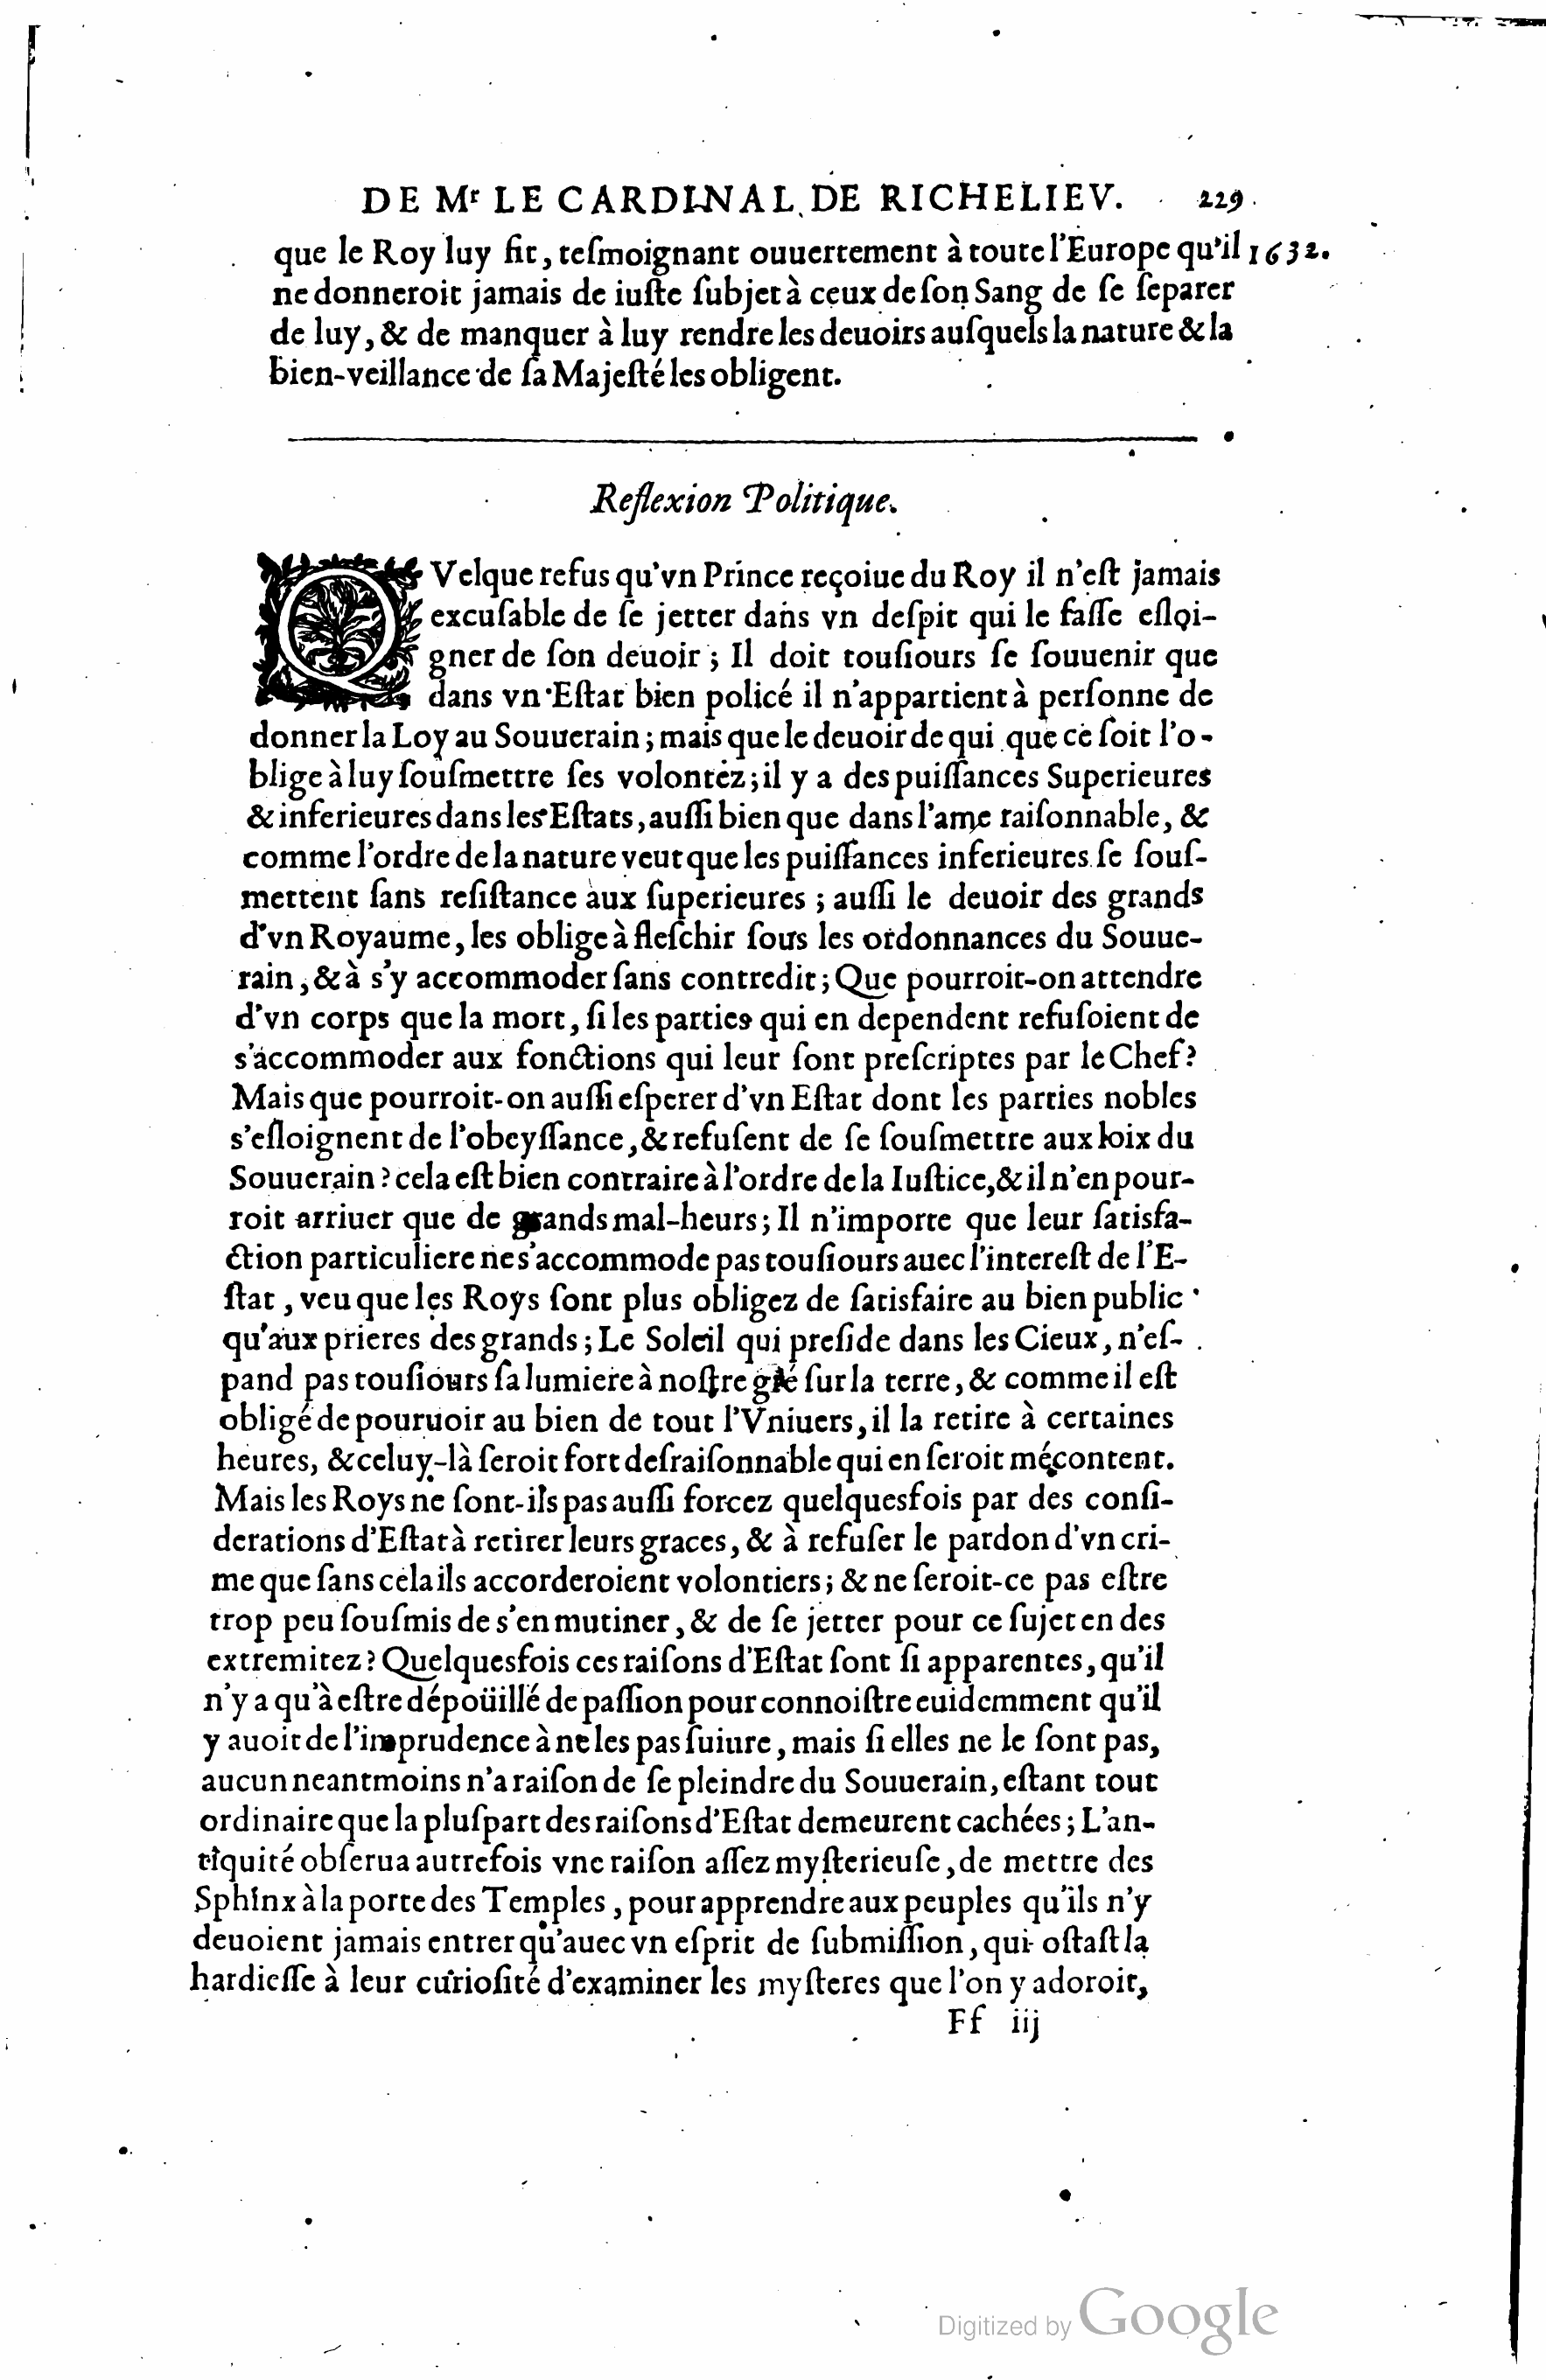 DE Mr LE CARDINAL DE RICHELIEV. 229
que le Roy luy fit, teſmoignant ouuertement à toute l'Europe qu'il 1632.
ne donneroit jamais de iuſte ſubjet à ceux de ſon Sang de ſe ſeparer
de luy, & de manquer à luy rendre les deuoirs auſquels la nature & la
bien-veillance de ſa Majeſté les obligent.
Reflexion Politique.
QVelque refus qu'vn Prince reçoiue du Roy il n'eſt jamais
excuſable de ſe jetter dans vn deſpit qui le faſſe eſloi-
gner de ſon deuoir ; Il doit touſiours ſe ſouuenir que
dans vn Eſtat bien policé il n'appartient à perſonne de
donner la Loy au Souuerain ; mais que le deuoir de qui que ce ſoit l'o-
blige à luy ſouſmettre ſes volontez ; il y a des puiſſances Superieures
& inferieures dans les Eſtats, auſſi bien que dans l'ame raiſonnable, &
comme l'ordre de la nature veut que les puiſſances inferieures ſe ſouſ-
mettent ſans reſiſtance aux ſuperieures ; auſſi le deuoir des grands
d'vn Royaume, les oblige à fleſchir ſous les ordonnances du Souue-
rain, & à s'y accommoder ſans contredit ; Que pourroit-on attendre
d'vn corps que la mort, ſi les parties qui en dependent refuſoient de
s'accommoder aux fonctions qui leur ſont preſcriptes par le Chef ?
Mais que pourroit-on auſſi eſperer d'vn Eſtat dont les parties nobles
s'eſloignent de l'obeyſſance, & refuſent de ſe ſouſmettre aux loix du
Souuerain ? cela eſt bien contraire à l'ordre de la Iuſtice, & il n'en pour-
roit arriuer que de grands mal-heurs ; Il n'importe que leur ſatisfa-
ction particuliere ne s'accommode pas touſiours auec l'intereſt de l'E-
ſtat, veu que les Roys ſont plus obligez de ſatisfaire au bien public
qu'aux prieres des grands ; Le Soleil qui preſide dans les Cieux, n'eſ-
pand pas touſiours ſa lumiere à noſtre gré ſur la terre, & comme il eſt
obligé de pouruoir au bien de tout l'Vniuers, il la retire à certaines
heures, & celuy-là ſeroit fort deſraiſonnable qui en ſeroit mécontent.
Mais les Roys ne ſont-ils pas auſſi forcez quelquesfois par des conſi-
derations d'Eſtat à retirer leurs graces, & à refuſer le pardon d'vn cri-
me que ſans cela ils accorderoient volontiers ; & ne ſeroit-ce pas eſtre
trop peu ſouſmis de s'en mutiner, & de ſe jetter pour ce ſujet en des
extremitez ? Quelquesfois ces raiſons d'Eſtat ſont ſi apparentes, qu'il
n'y a qu'à eſtre dépoüillé de paſſion pour connoiſtre euidemment qu'il
y auoit de l'imprudence à ne les pas ſuiure, mais ſi elles ne le ſont pas,
aucun neantmoins n'a raiſon de ſe pleindre du Souuerain, eſtant tout
ordinaire que la pluſpart des raiſons d'Eſtat demeurent cachées ; L'an-
tiquité obſerua autrefois vne raiſon aſſez myſterieuſe, de mettre des
Sphinx à la porte des Temples, pour apprendre aux peuples qu'ils n'y
deuoient jamais entrer qu'auec vn eſprit de ſubmiſſion, qui oſtaſt la
hardieſſe à leur curioſité d'examiner les myſteres que l'on y adoroit,
Ff iij
Digitized by Google